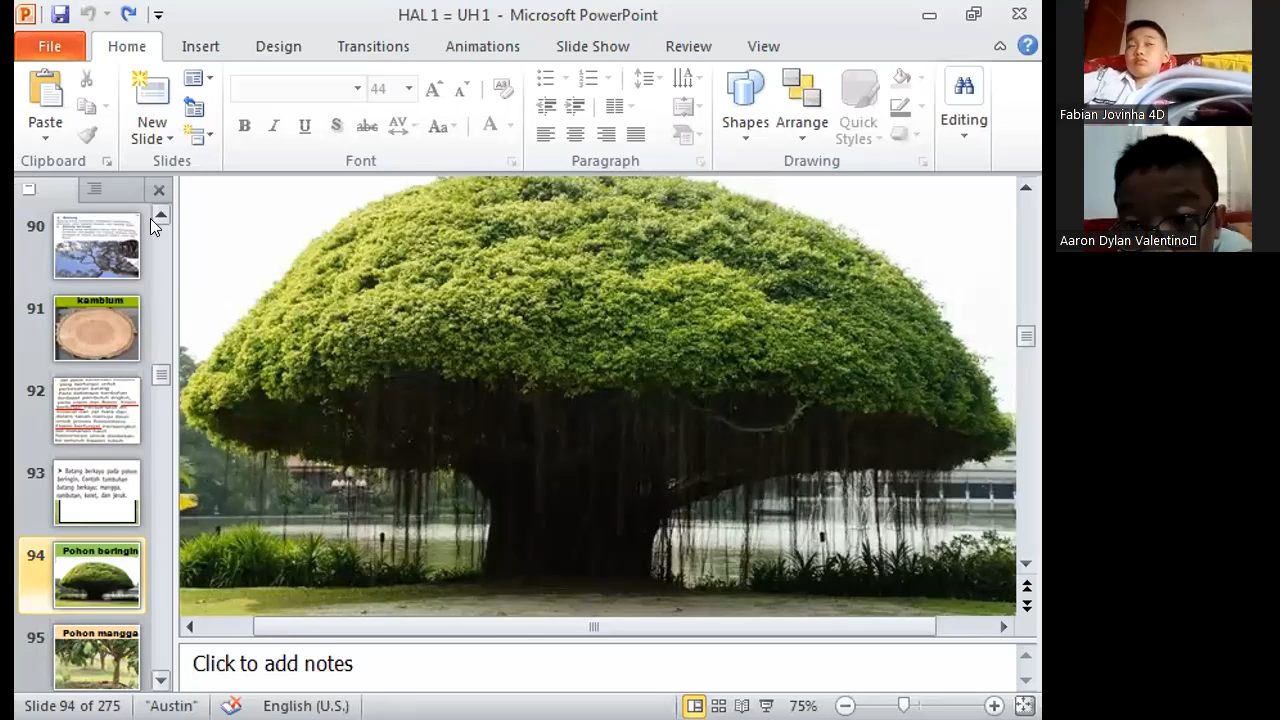 HAL 1 = UH 1 - Microsoft PowerPoint
File Home Insert Design Transitions Animations Slide Show Review View
Paste
New
Slide
44
Shapes
Arrange
Quick
Styles
Editing
Clipboard Slides Font Paragraph Drawing
90
91
kambium
92
93
➤ Batang berkayu pada pohon
beringin. Contoh tumbuhan
batang berkayu: mangga,
rambutan, karet, dan jeruk.
94
Pohon beringin
95
Pohon mangga
Click to add notes
Slide 94 of 275 "Austin" English (U.S.) 75%
Fabian Jovinha 4D
Aaron Dylan Valentino